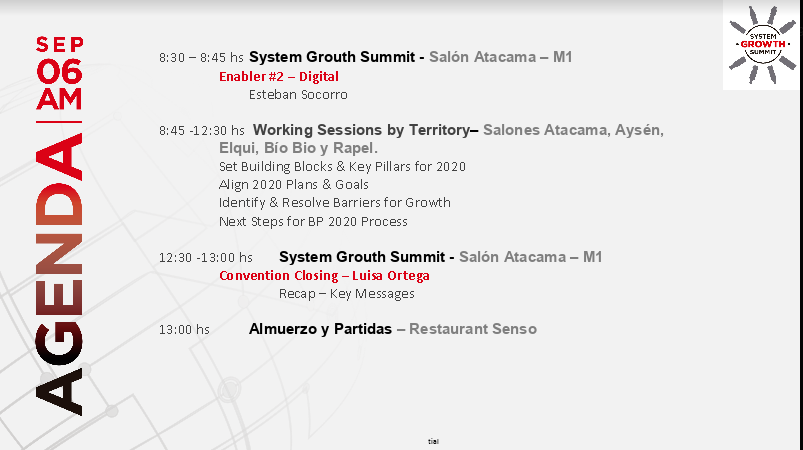 SEP
06
AM
AGENDA
SYSTEM
GROWTH
SUMMIT
8:30 – 8:45 hs System Grouth Summit - Salón Atacama – M1
Enabler #2 – Digital
Esteban Socorro
8:45 -12:30 hs Working Sessions by Territory– Salones Atacama, Aysén,
Elqui, Bío Bio y Rapel.
Set Building Blocks & Key Pillars for 2020
Align 2020 Plans & Goals
Identify & Resolve Barriers for Growth
Next Steps for BP 2020 Process
12:30 -13:00 hs System Grouth Summit - Salón Atacama – M1
Convention Closing – Luisa Ortega
Recap – Key Messages
13:00 hs Almuerzo y Partidas – Restaurant Senso
tial